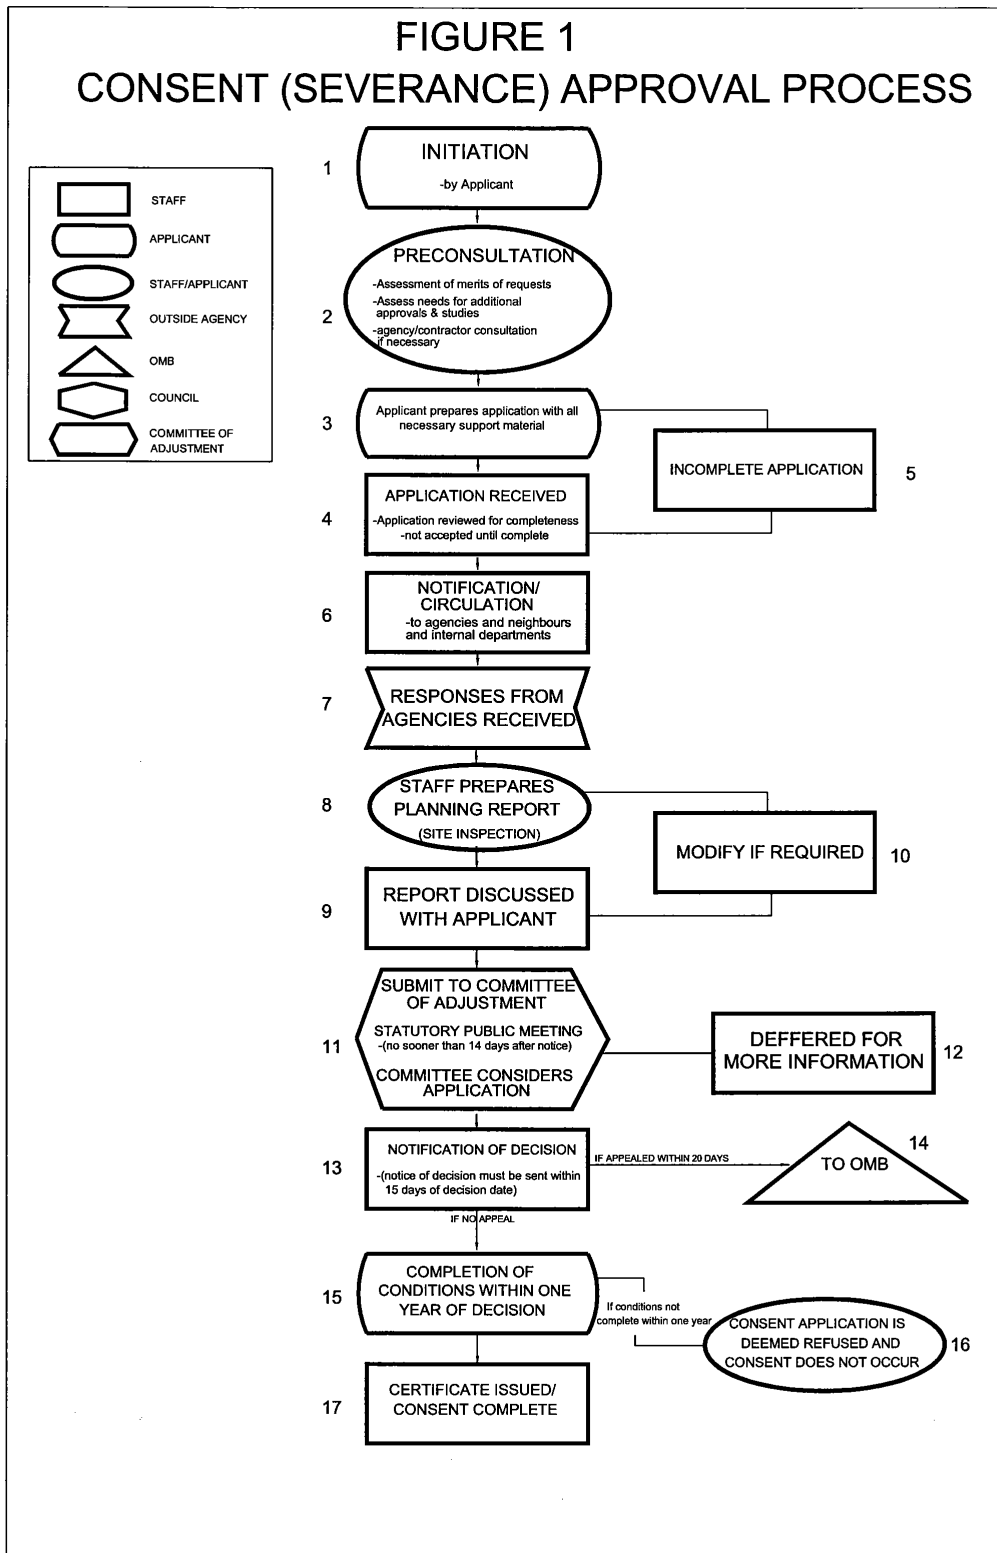 FIGURE 1
CONSENT (SEVERANCE) APPROVAL PROCESS
STAFF
APPLICANT
STAFF/APPLICANT
OUTSIDE AGENCY
OMB
COUNCIL
COMMITTEE OF
ADJUSTMENT
1
INITIATION
-by Applicant
2
PRECONSULTATION
-Assessment of merits of requests
-Assess needs for additional
approvals & studies
-agency/contractor consultation
if necessary
3
Applicant prepares application with all
necessary support material
4
APPLICATION RECEIVED
-Application reviewed for completeness
-not accepted until complete
INCOMPLETE APPLICATION
5
6
NOTIFICATION/
CIRCULATION
-to agencies and neighbours
and internal departments
7
RESPONSES FROM
AGENCIES RECEIVED
8
STAFF PREPARES
PLANNING REPORT
(SITE INSPECTION)
9
REPORT DISCUSSED
WITH APPLICANT
MODIFY IF REQUIRED
10
11
SUBMIT TO COMMITTEE
OF ADJUSTMENT
STATUTORY PUBLIC MEETING
-(no sooner than 14 days after notice)
COMMITTEE CONSIDERS
APPLICATION
DEFFERED FOR
MORE INFORMATION
12
13
NOTIFICATION OF DECISION
-(notice of decision must be sent within
15 days of decision date)
IF APPEALED WITHIN 20 DAYS
TO OMB
14
IF NO APPEAL
15
COMPLETION OF
CONDITIONS WITHIN ONE
YEAR OF DECISION
If conditions not
complete within one year
CONSENT APPLICATION IS
DEEMED REFUSED AND
CONSENT DOES NOT OCCUR
16
17
CERTIFICATE ISSUED/
CONSENT COMPLETE